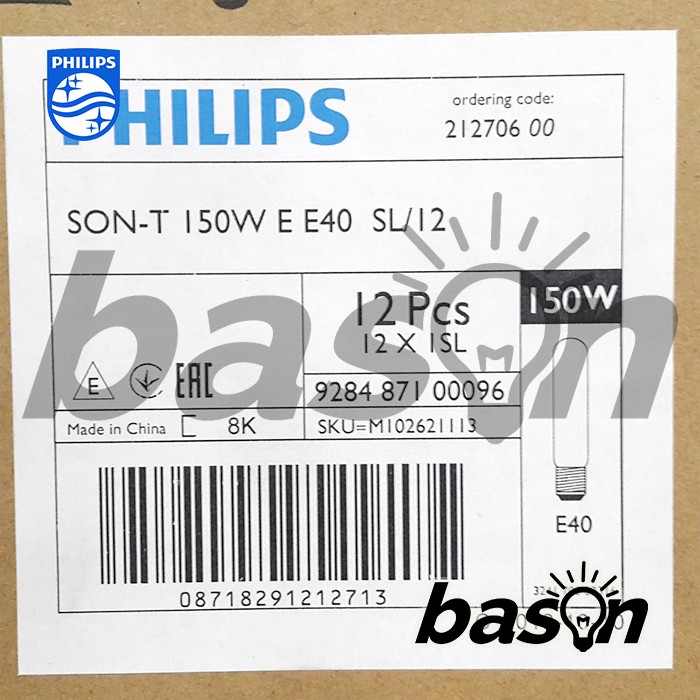 PHILIPS
PHILIPS
ordering code:
212706 00
SON-T 150W E E40 SL/12
bason
12 Pcs
12 X 1SL
150W
E
EAC
9284 871 00096
Made in China
8K
SKU=M102621113
E40
08718291212713
bason